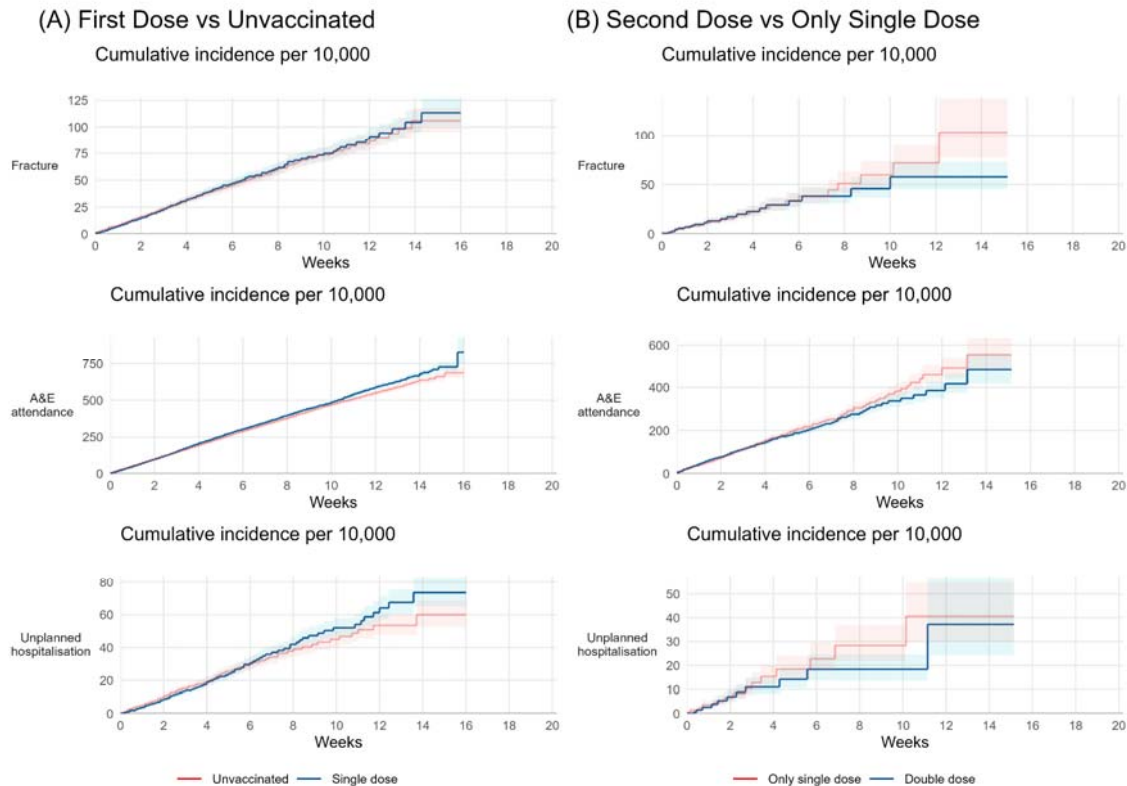 (A) First Dose vs Unvaccinated
Cumulative incidence per 10,000
125
100
75
50
25
0
Fracture
0 2 4 6 8 10 12 14 16 18 20
Weeks
Cumulative incidence per 10,000
750
500
250
0
A&E
attendance
0 2 4 6 8 10 12 14 16 18 20
Weeks
Cumulative incidence per 10,000
80
60
40
20
0
Unplanned
hospitalisation
0 2 4 6 8 10 12 14 16 18 20
Weeks
Unvaccinated Single dose
(B) Second Dose vs Only Single Dose
Cumulative incidence per 10,000
100
50
0
Fracture
0 2 4 6 8 10 12 14 16 18 20
Weeks
Cumulative incidence per 10,000
600
400
200
0
A&E
attendance
0 2 4 6 8 10 12 14 16 18 20
Weeks
Cumulative incidence per 10,000
50
40
30
20
10
0
Unplanned
hospitalisation
0 2 4 6 8 10 12 14 16 18 20
Weeks
Only single dose Double dose